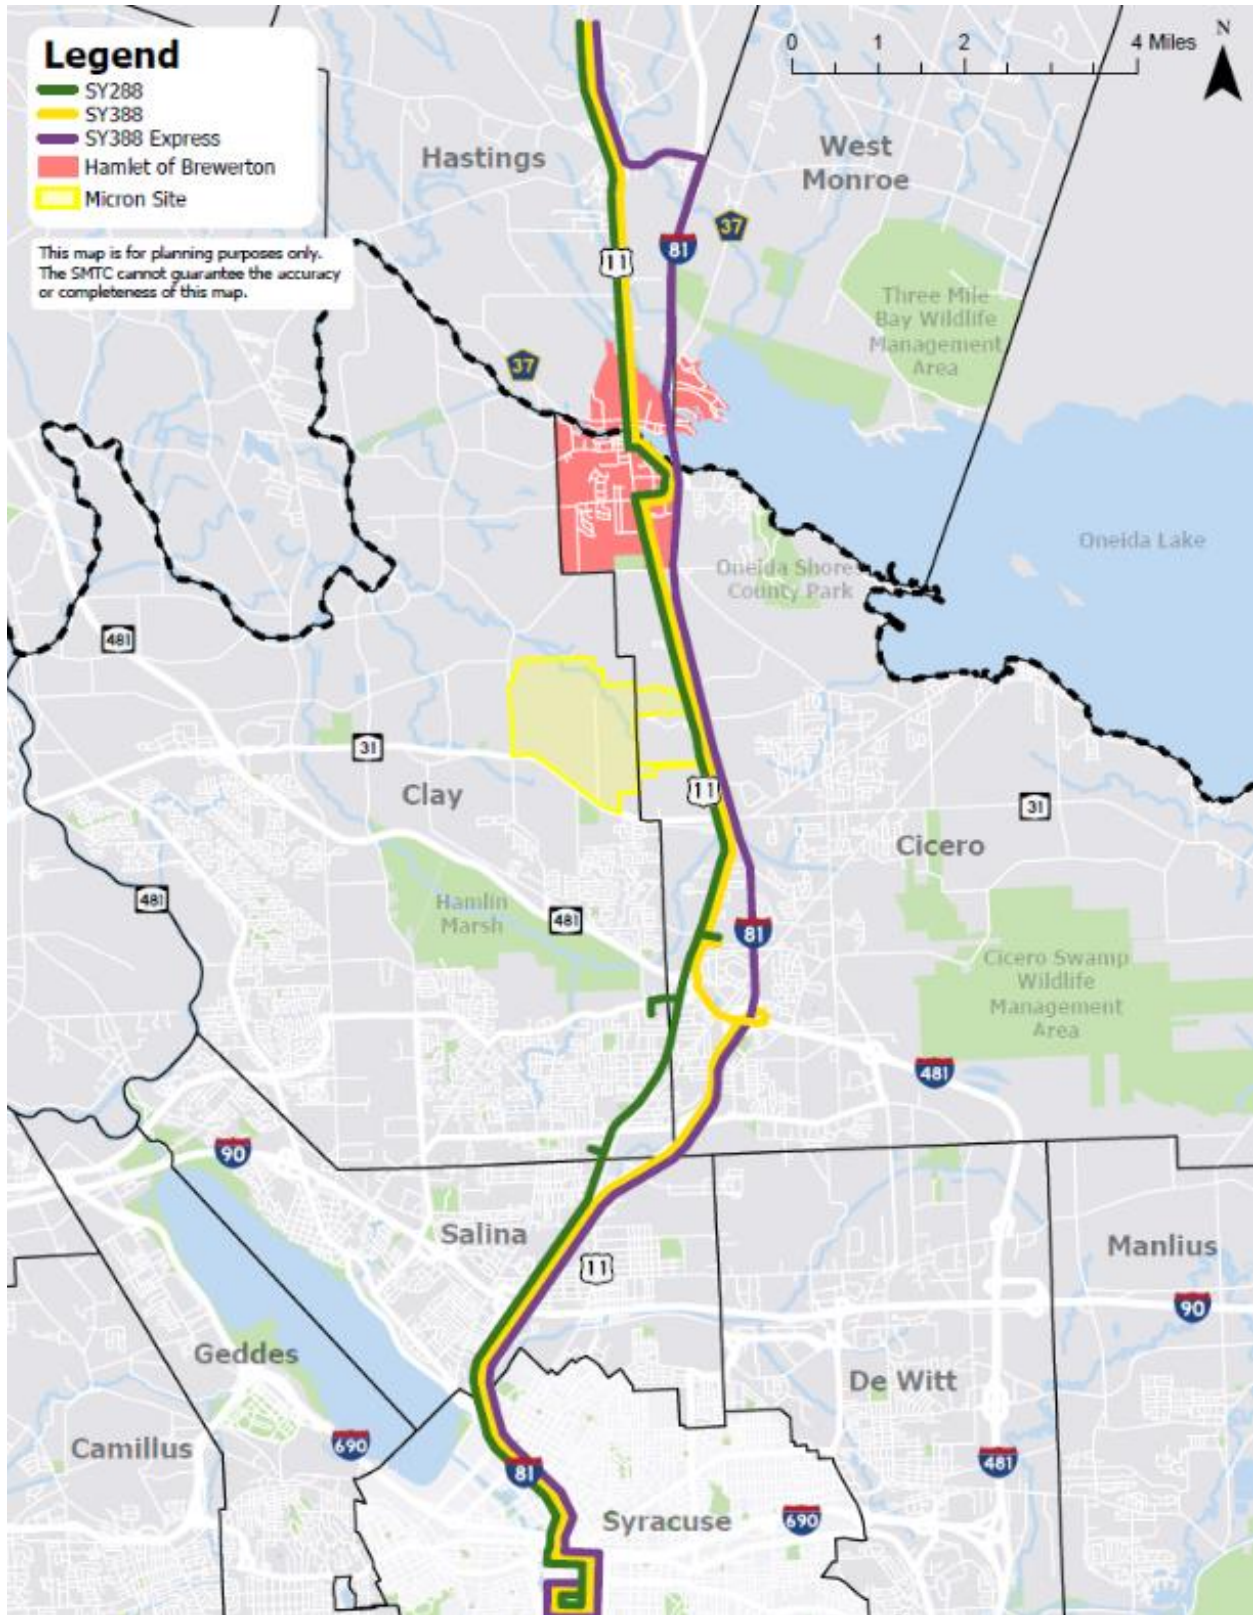 Legend
SY288
SY388
SY388 Express
Hamlet of Brewerton
Micron Site
This map is for planning purposes only.
The SMTC cannot guarantee the accuracy
or completeness of this map.
0 1 2 4 Miles
N
Hastings
West
Monroe
37
11
81
Three Mile
Bay Wildlife
Management
Area
37
Oneida Lake
Oneida Shores
County Park
481
31
Clay
11
31
Cicero
481
Hamlin
Marsh
481
81
Cicero Swamp
Wildlife
Management
Area
481
90
Salina
11
Manlius
90
Geddes
De Witt
Camillus
690
81
481
Syracuse
690